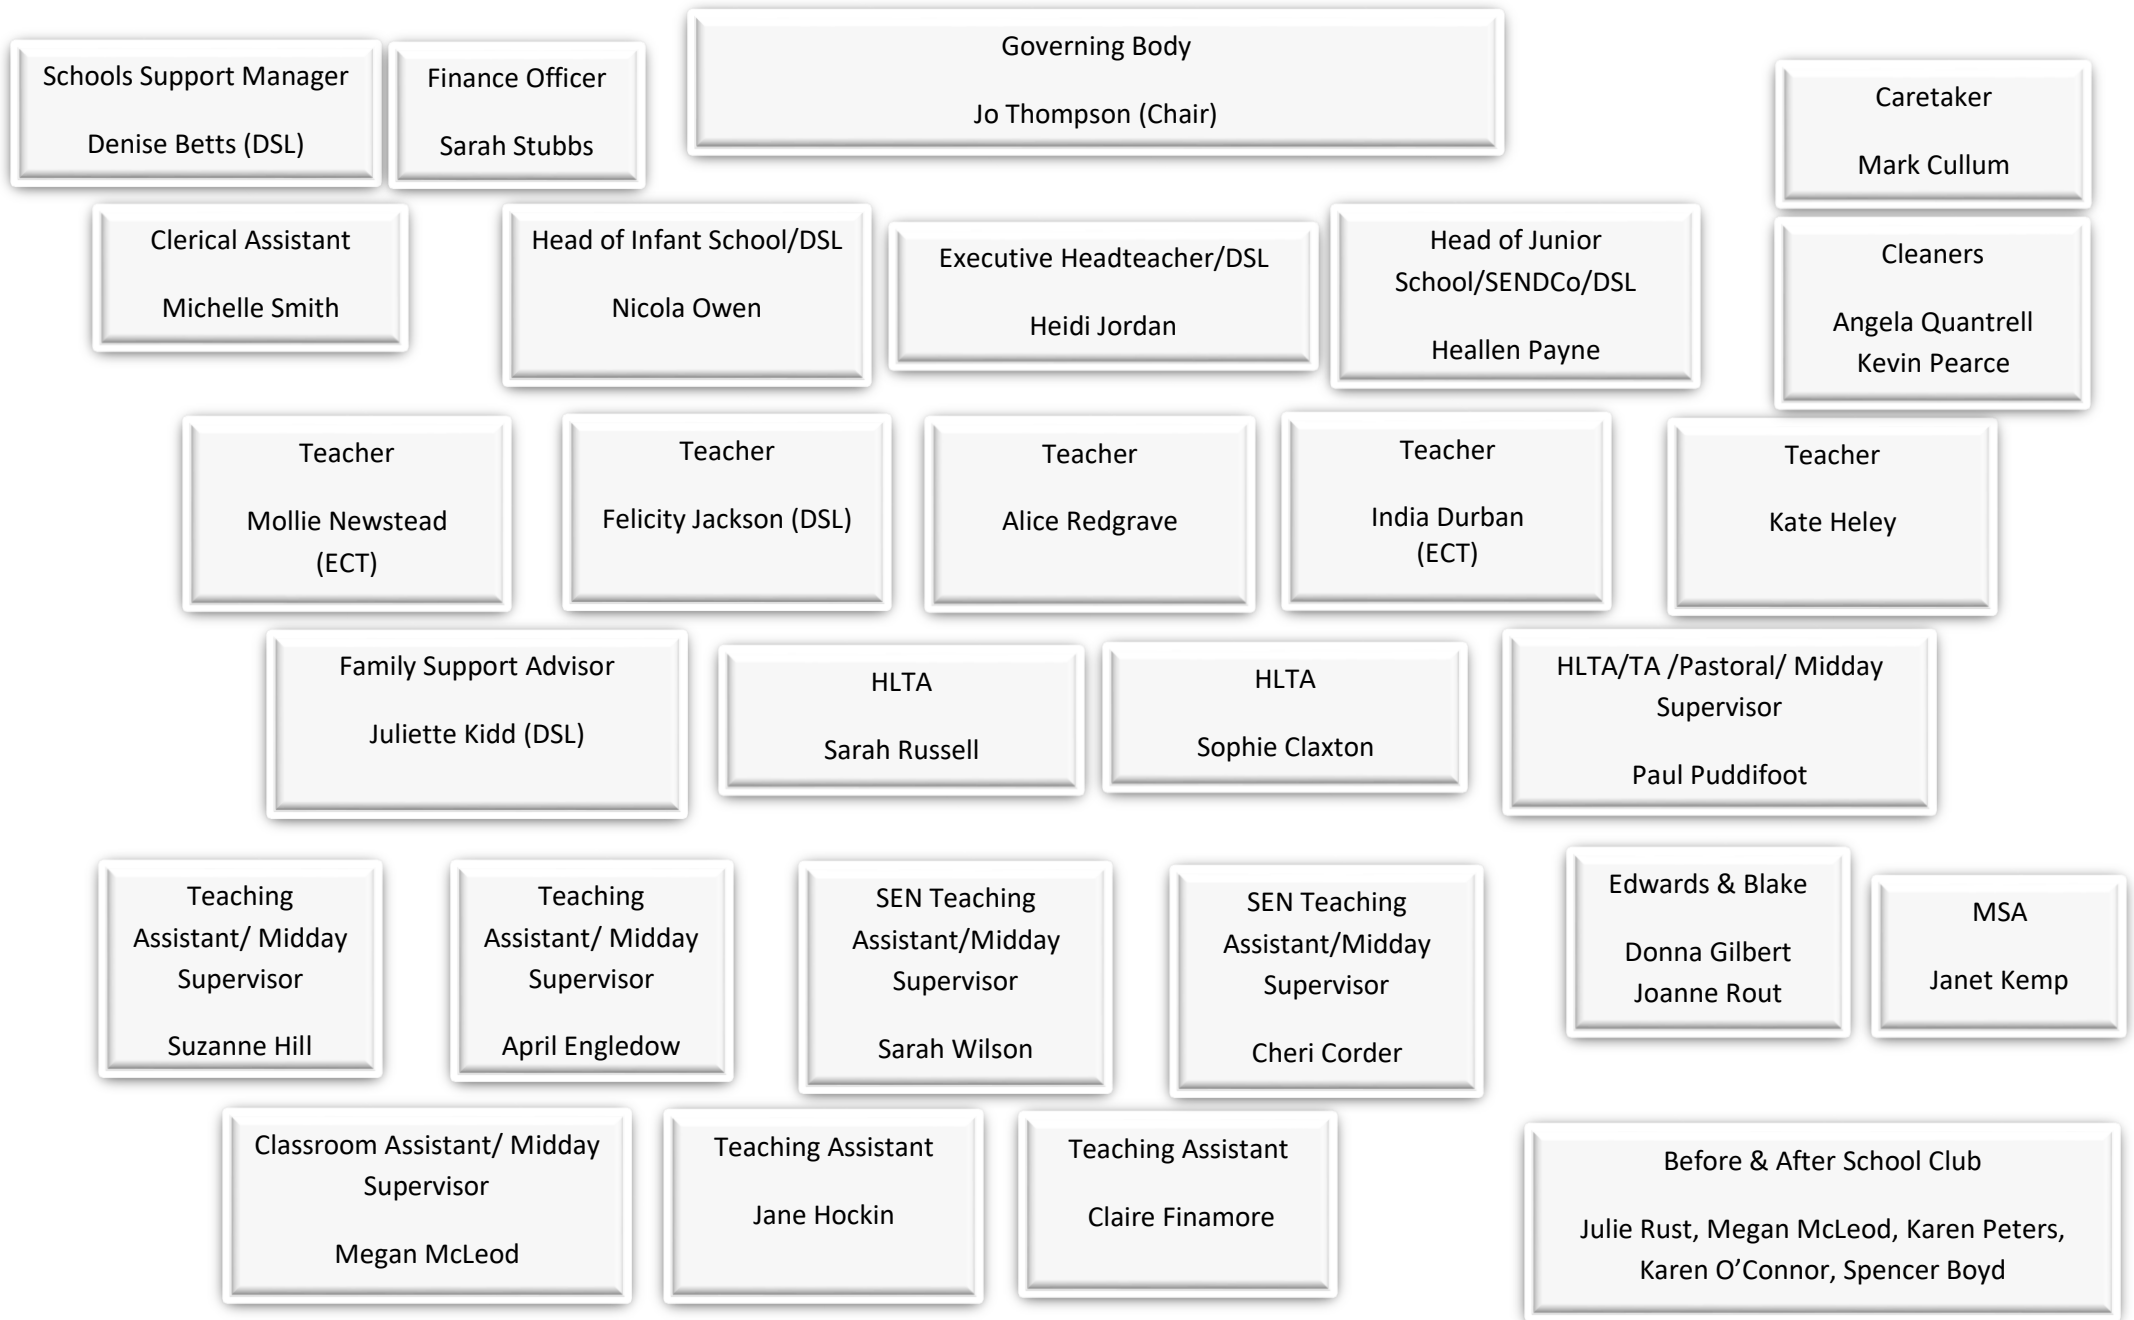 Schools Support Manager
Denise Betts (DSL)
Finance Officer
Sarah Stubbs
Governing Body
Jo Thompson (Chair)
Caretaker
Mark Cullum
Clerical Assistant
Michelle Smith
Head of Infant School/DSL
Nicola Owen
Executive Headteacher/DSL
Heidi Jordan
Head of Junior
School/SENDCo/DSL
Heallen Payne
Cleaners
Angela Quantrell
Kevin Pearce
Teacher
Mollie Newstead
(ECT)
Teacher
Felicity Jackson (DSL)
Teacher
Alice Redgrave
Teacher
India Durban
(ECT)
Teacher
Kate Heley
Family Support Advisor
Juliette Kidd (DSL)
HLTA
Sarah Russell
HLTA
Sophie Claxton
HLTA/TA /Pastoral/ Midday
Supervisor
Paul Puddifoot
Teaching
Assistant/ Midday
Supervisor
Suzanne Hill
Teaching
Assistant/ Midday
Supervisor
April Engledow
SEN Teaching
Assistant/Midday
Supervisor
Sarah Wilson
SEN Teaching
Assistant/Midday
Supervisor
Cheri Corder
Edwards & Blake
Donna Gilbert
Joanne Rout
MSA
Janet Kemp
Classroom Assistant/ Midday
Supervisor
Megan McLeod
Teaching Assistant
Jane Hockin
Teaching Assistant
Claire Finamore
Before & After School Club
Julie Rust, Megan McLeod, Karen Peters,
Karen O’Connor, Spencer Boyd